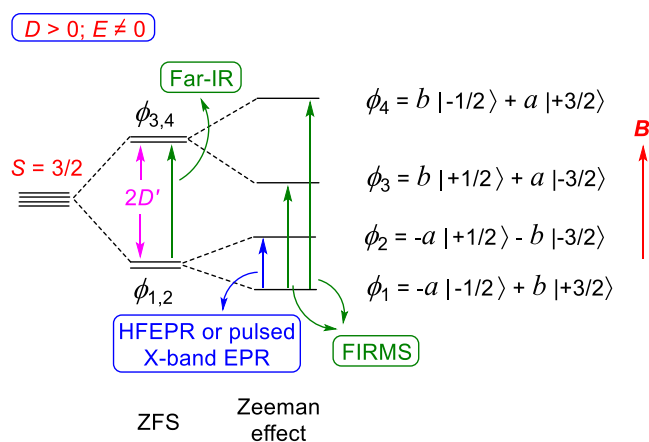 D > 0; E ≠ 0
Far-IR
ϕ3,4
S = 3/2
2D′
ϕ1,2
HFEPR or pulsed
X-band EPR
FIRMS
ZFS
Zeeman
effect
ϕ4 = b |-1/2⟩ + a |+3/2⟩
ϕ3 = b |+1/2⟩ + a |-3/2⟩
ϕ2 = -a |+1/2⟩ - b |-3/2⟩
ϕ1 = -a |-1/2⟩ + b |+3/2⟩
B